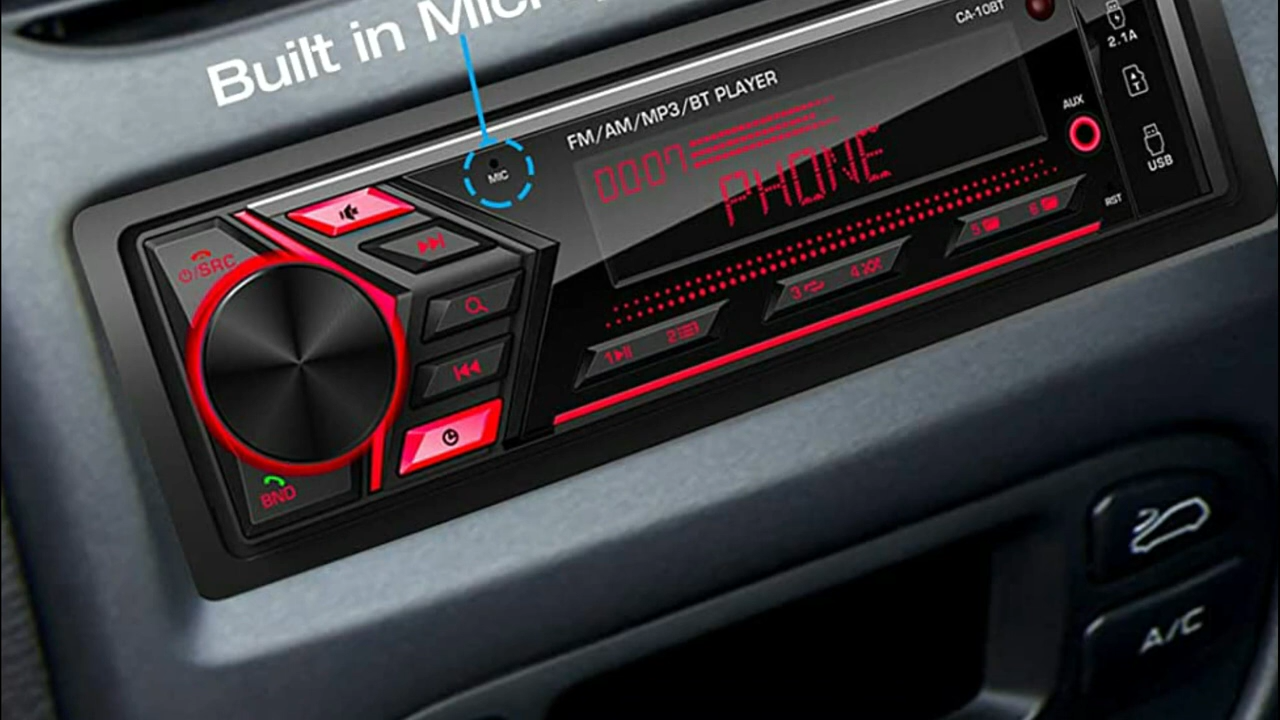 Built in Micr
CA-10BT
FM/AM/MP3/BT PLAYER
MIC
0007
PHONE
2.1A
T
AUX
USB
RST
/SRC
BND
1
2
3
4
5
6
A/C